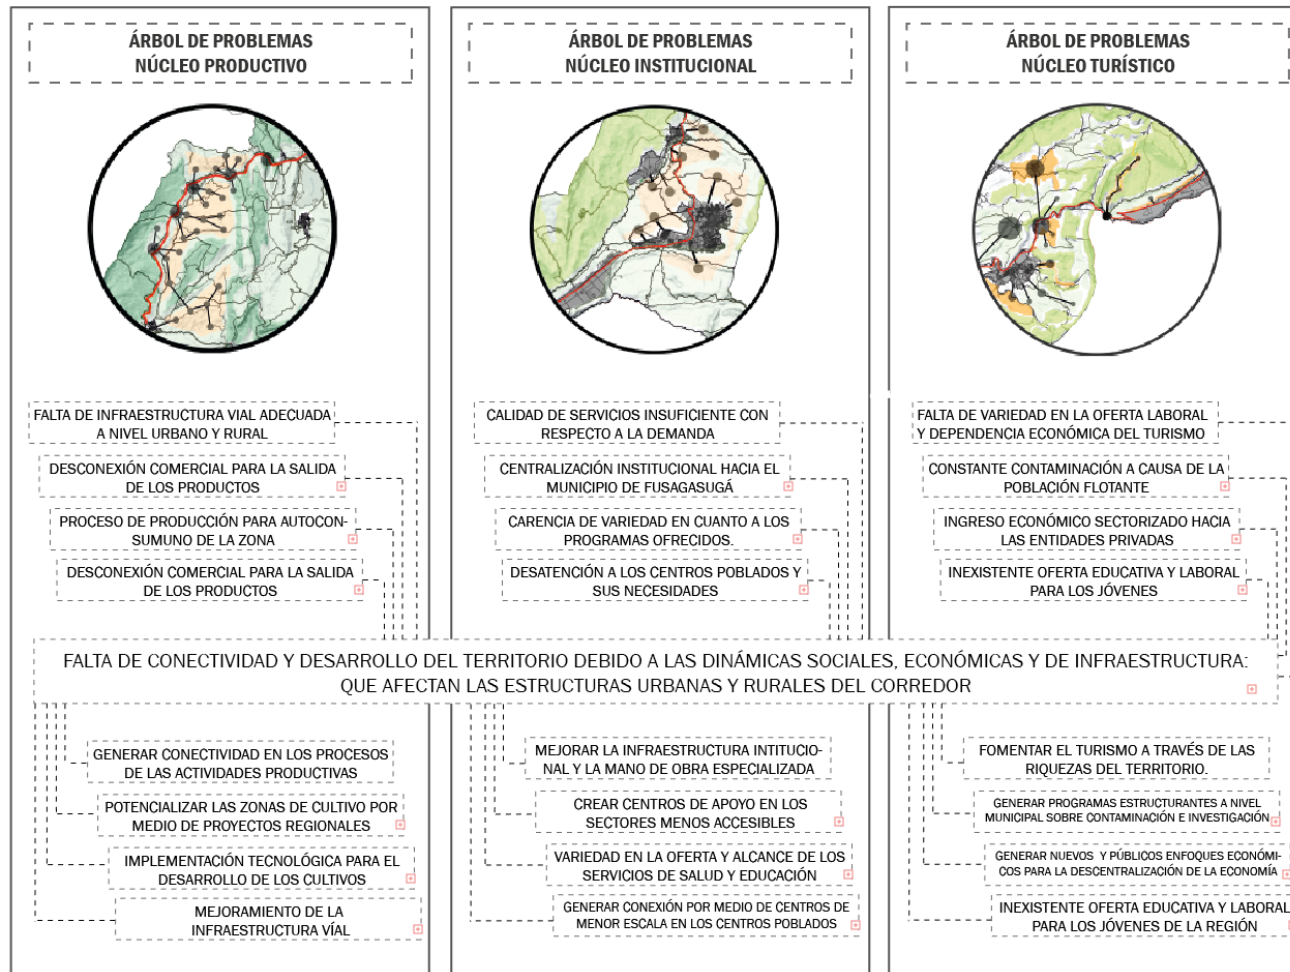 ÁRBOL DE PROBLEMAS
NÚCLEO PRODUCTIVO
FALTA DE INFRAESTRUCTURA VIAL ADECUADA
A NIVEL URBANO Y RURAL
DESCONEXIÓN COMERCIAL PARA LA SALIDA
DE LOS PRODUCTOS
PROCESO DE PRODUCCIÓN PARA AUTOCON-
SUMUNO DE LA ZONA
DESCONEXIÓN COMERCIAL PARA LA SALIDA
DE LOS PRODUCTOS
ÁRBOL DE PROBLEMAS
NÚCLEO INSTITUCIONAL
CALIDAD DE SERVICIOS INSUFICIENTE CON
RESPECTO A LA DEMANDA
CENTRALIZACIÓN INSTITUCIONAL HACIA EL
MUNICIPIO DE FUSAGASUGÁ
CARENCIA DE VARIEDAD EN CUANTO A LOS
PROGRAMAS OFRECIDOS.
DESATENCIÓN A LOS CENTROS POBLADOS Y
SUS NECESIDADES
ÁRBOL DE PROBLEMAS
NÚCLEO TURÍSTICO
FALTA DE VARIEDAD EN LA OFERTA LABORAL
Y DEPENDENCIA ECONÓMICA DEL TURISMO
CONSTANTE CONTAMINACIÓN A CAUSA DE LA
POBLACIÓN FLOTANTE
INGRESO ECONÓMICO SECTORIZADO HACIA
LAS ENTIDADES PRIVADAS
INEXISTENTE OFERTA EDUCATIVA Y LABORAL
PARA LOS JÓVENES
FALTA DE CONECTIVIDAD Y DESARROLLO DEL TERRITORIO DEBIDO A LAS DINÁMICAS SOCIALES, ECONÓMICAS Y DE INFRAESTRUCTURA:
QUE AFECTAN LAS ESTRUCTURAS URBANAS Y RURALES DEL CORREDOR
GENERAR CONECTIVIDAD EN LOS PROCESOS
DE LAS ACTIVIDADES PRODUCTIVAS
POTENCIALIZAR LAS ZONAS DE CULTIVO POR
MEDIO DE PROYECTOS REGIONALES
IMPLEMENTACIÓN TECNOLÓGICA PARA EL
DESARROLLO DE LOS CULTIVOS
MEJORAMIENTO DE LA
INFRAESTRUCTURA VÍAL
MEJORAR LA INFRAESTRUCTURA INTITUCIO-
NAL Y LA MANO DE OBRA ESPECIALIZADA
CREAR CENTROS DE APOYO EN LOS
SECTORES MENOS ACCESIBLES
VARIEDAD EN LA OFERTA Y ALCANCE DE LOS
SERVICIOS DE SALUD Y EDUCACIÓN
GENERAR CONEXIÓN POR MEDIO DE CENTROS DE
MENOR ESCALA EN LOS CENTROS POBLADOS
FOMENTAR EL TURISMO A TRAVÉS DE LAS
RIQUEZAS DEL TERRITORIO.
GENERAR PROGRAMAS ESTRUCTURANTES A NIVEL
MUNICIPAL SOBRE CONTAMINACIÓN E INVESTIGACIÓN
GENERAR NUEVOS Y PÚBLICOS ENFOQUES ECONÓMI-
COS PARA LA DESCENTRALIZACIÓN DE LA ECONOMÍA
INEXISTENTE OFERTA EDUCATIVA Y LABORAL
PARA LOS JÓVENES DE LA REGIÓN